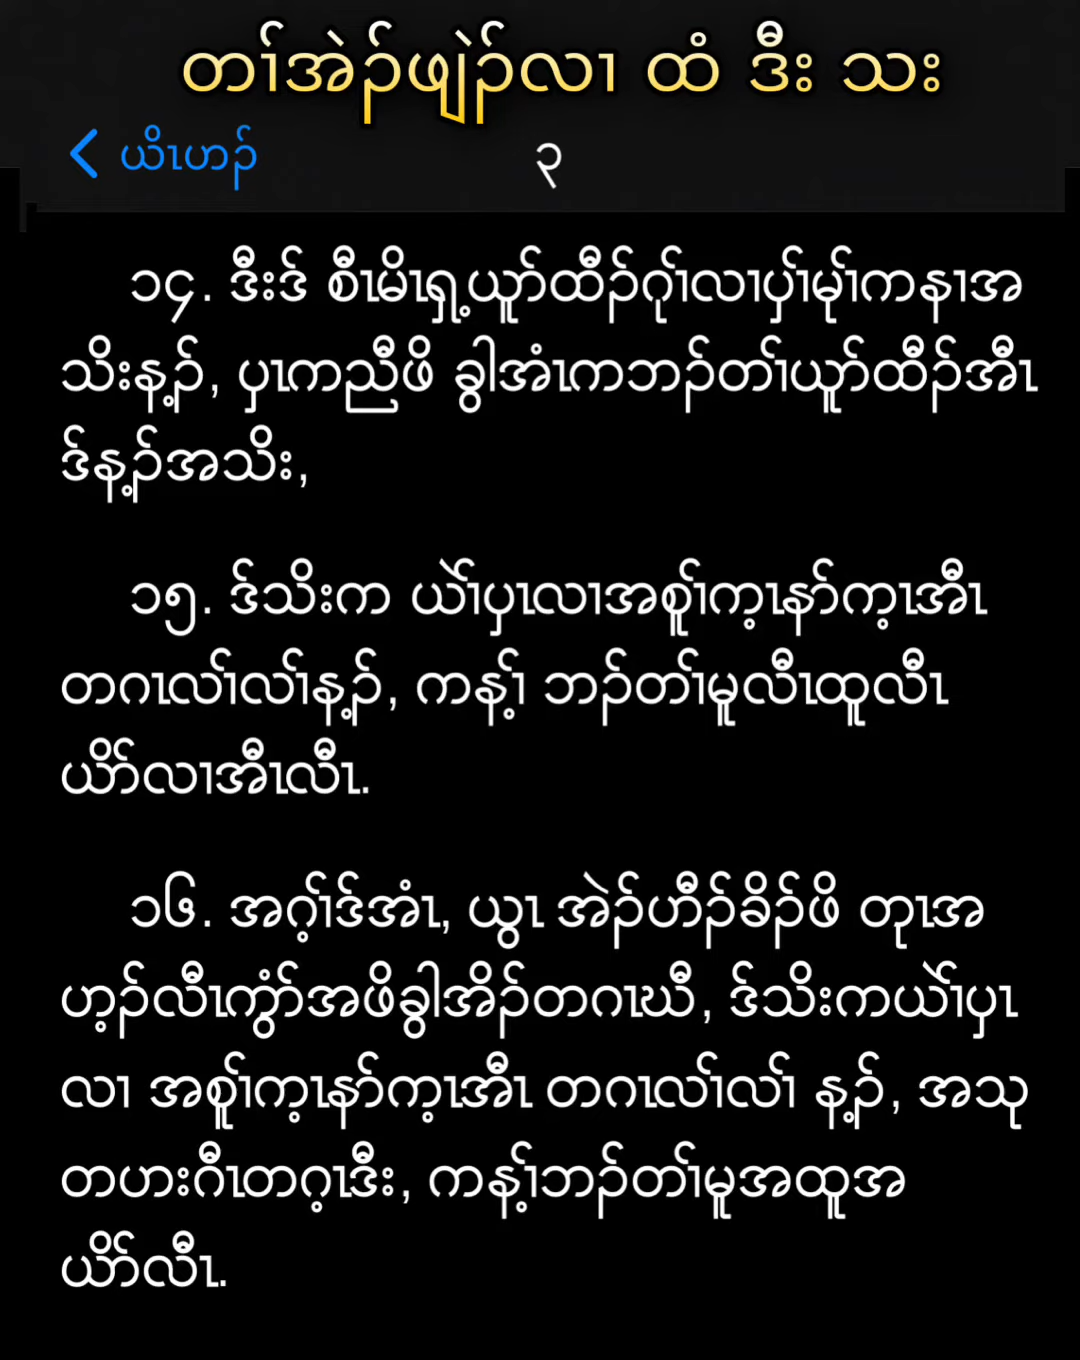 တၢ်အဲၣ်ဖျဲၣ်လၢ ထံ ဒီး သး
ယိၤဟၣ်
၃
၁၄. ဒီးဒ် စီၤမိၤၡ့ယူာ်ထီၣ်ဂုၢ်လၢပှၢ်မုၢ်ကနၢအ
သိးန့ၣ်, ပှၤကညီဖိ ခွါအံၤကဘၣ်တၢ်ယူာ်ထီၣ်အီၤ
ဒ်န့ၣ်အသိး,
၁၅. ဒ်သိးက ယဲၢ်ပှၤလၢအစူၢ်က့ၤနာ်က့ၤအီၤ
တဂၤလၢ်လၢ်န့ၣ်, ကန့ၢ် ဘၣ်တၢ်မူလီၤထူလီၤ
ယိာ်လၢအီၤလီၤ.
၁၆. အဂ့ၢ်ဒ်အံၤ, ယွၤ အဲၣ်ဟီၣ်ခိၣ်ဖိ တုၤအ
ဟ့ၣ်လီၤကွံာ်အဖိခွါအိၣ်တဂၤဃီ, ဒ်သိးကယဲၢ်ပှၤ
လၢ အစူၢ်က့ၤနာ်က့ၤအီၤ တဂၤလၢ်လၢ် န့ၣ်, အသု
တဟးဂီၤတဂ့ၤဒီး, ကန့ၢ်ဘၣ်တၢ်မူအထူအ
ယိာ်လီၤ.